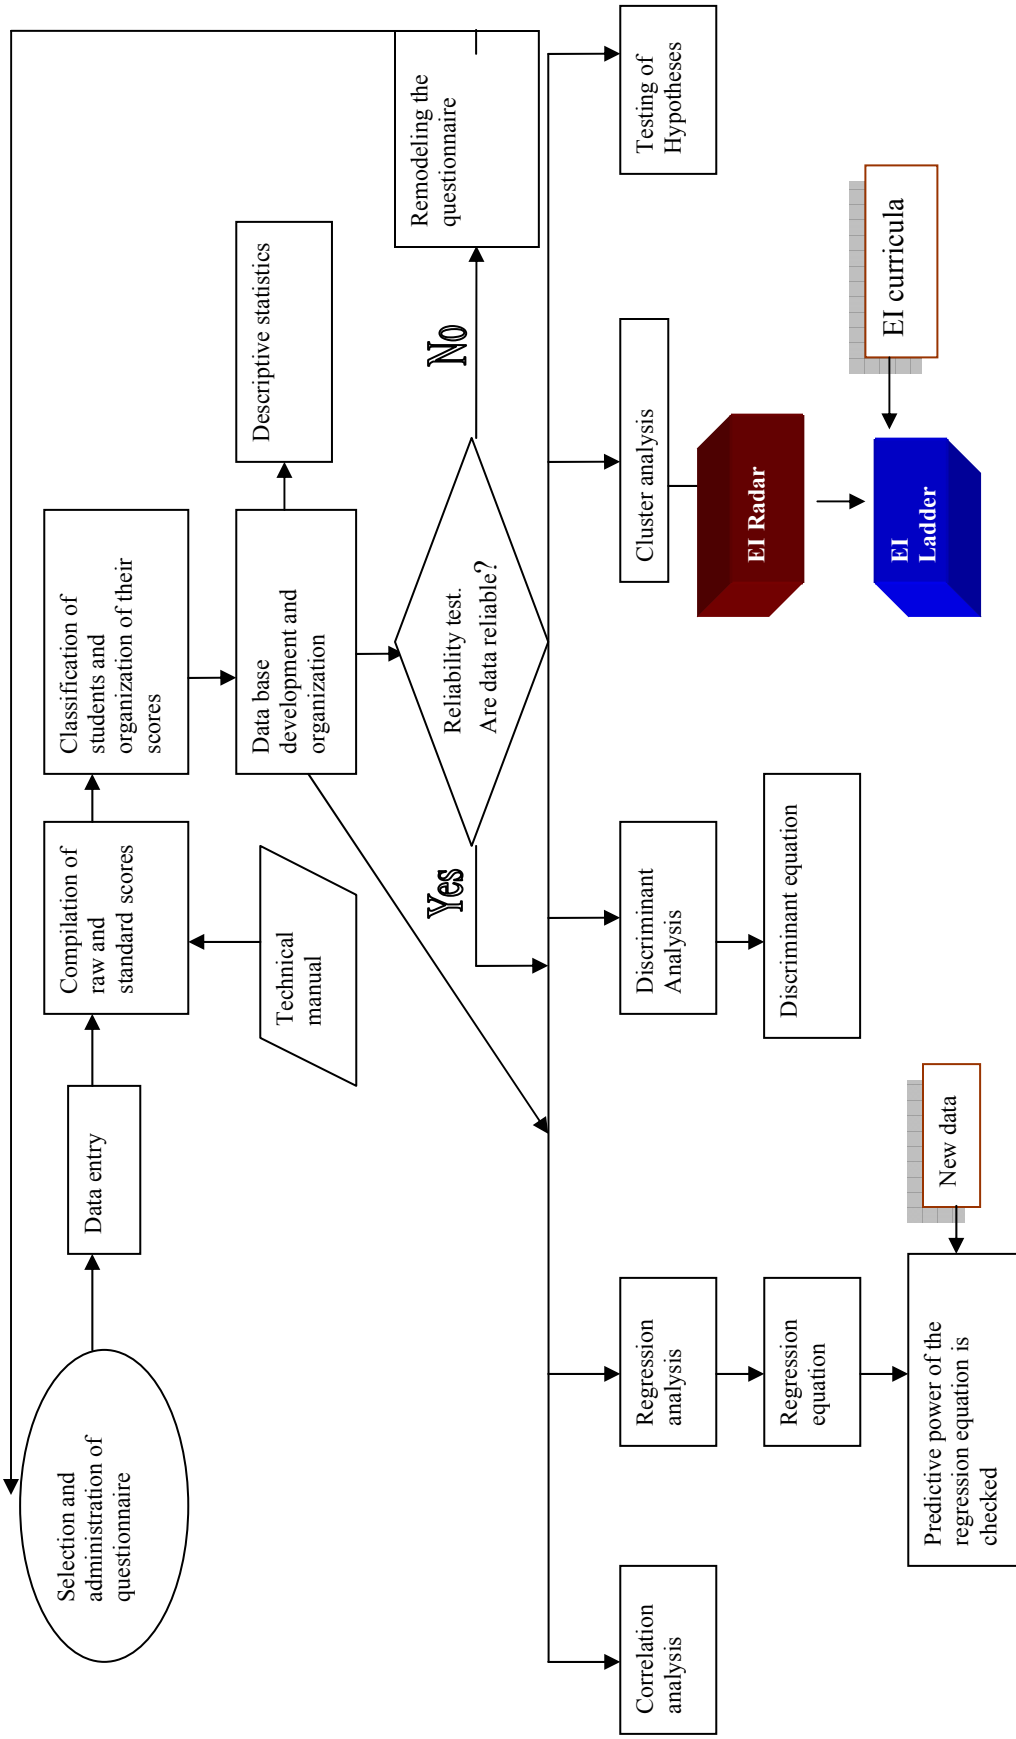 Selection and
administration of
questionnaire
Data entry
Compilation of
raw and
standard scores
Classification of
students and
organization of their
scores
Technical
manual
Data base
development and
organization
Descriptive statistics
Reliability test.
Are data reliable?
Yes
No
Remodeling the
questionnaire
Correlation
analysis
Regression
analysis
Discriminant
Analysis
Cluster analysis
Testing of
Hypotheses
Regression
equation
Discriminant equation
EI Radar
Predictive power of the
regression equation is
checked
New data
EI
Ladder
EI curricula